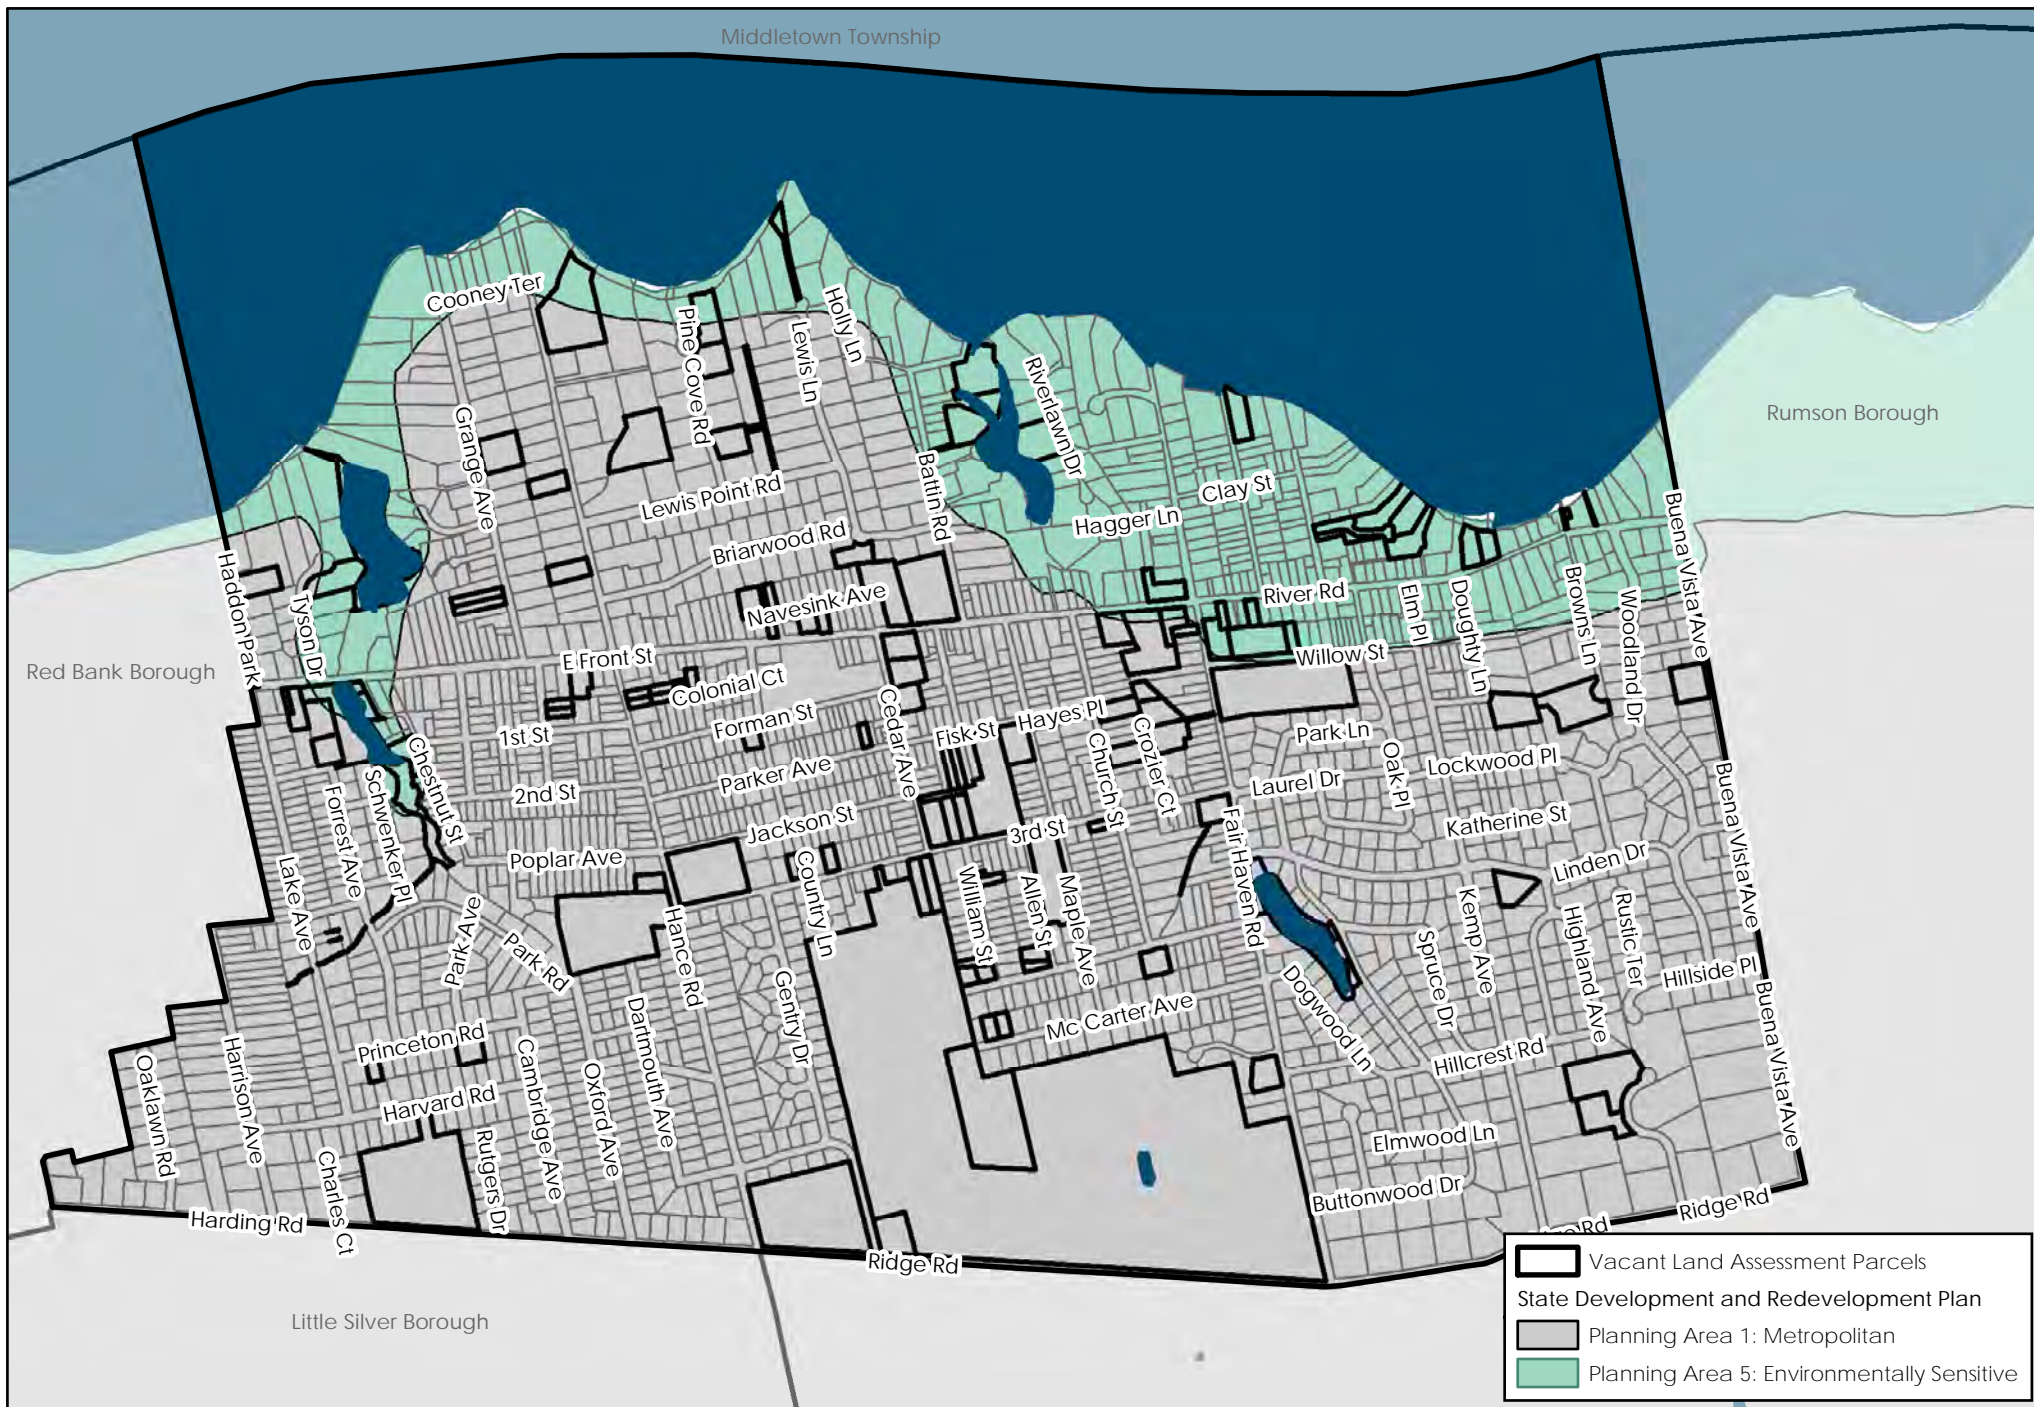 Middletown Township
Cooney Ter
Pine Cove Rd
Lewis Ln
Holly Ln
Riverlawn Dr
Rumson Borough
Grange Ave
Battin Rd
Lewis Point Rd
Clay St
Hagger Ln
Briarwood Rd
Buena Vista Ave
Haddon Park
Tyson Dr
Navesink Ave
River Rd
Elm Pl
Doughty Ln
Browns Ln
Woodland Dr
Red Bank Borough
E Front St
Willow St
Colonial Ct
Cedar Ave
Forman St
Hayes Pl
Fisk St
1st St
Crozier Ct
Park Ln
Church St
Oak Pl
Lockwood Pl
Chestnut St
Schwenker Pl
Forrest Ave
Parker Ave
2nd St
Laurel Dr
Buena Vista Ave
Jackson St
3rd St
Fair Haven Rd
Katherine St
Poplar Ave
Country Ln
Linden Dr
Lake Ave
William St
Allen St
Maple Ave
Kemp Ave
Rustic Ter
Highland Ave
Park Ave
Park Rd
Hance Rd
Spruce Dr
Hillside Pl
Gentry Dr
Dogwood Ln
Dartmouth Ave
Mc Carter Ave
Buena Vista Ave
Princeton Rd
Harrison Ave
Oaklawn Rd
Cambridge Ave
Oxford Ave
Hillcrest Rd
Harvard Rd
Elmwood Ln
Rutgers Dr
Charles Ct
Buttonwood Dr
Harding Rd
Ridge Rd
Ridge Rd
Rd
Little Silver Borough
Vacant Land Assessment Parcels
State Development and Redevelopment Plan
Planning Area 1: Metropolitan
Planning Area 5: Environmentally Sensitive